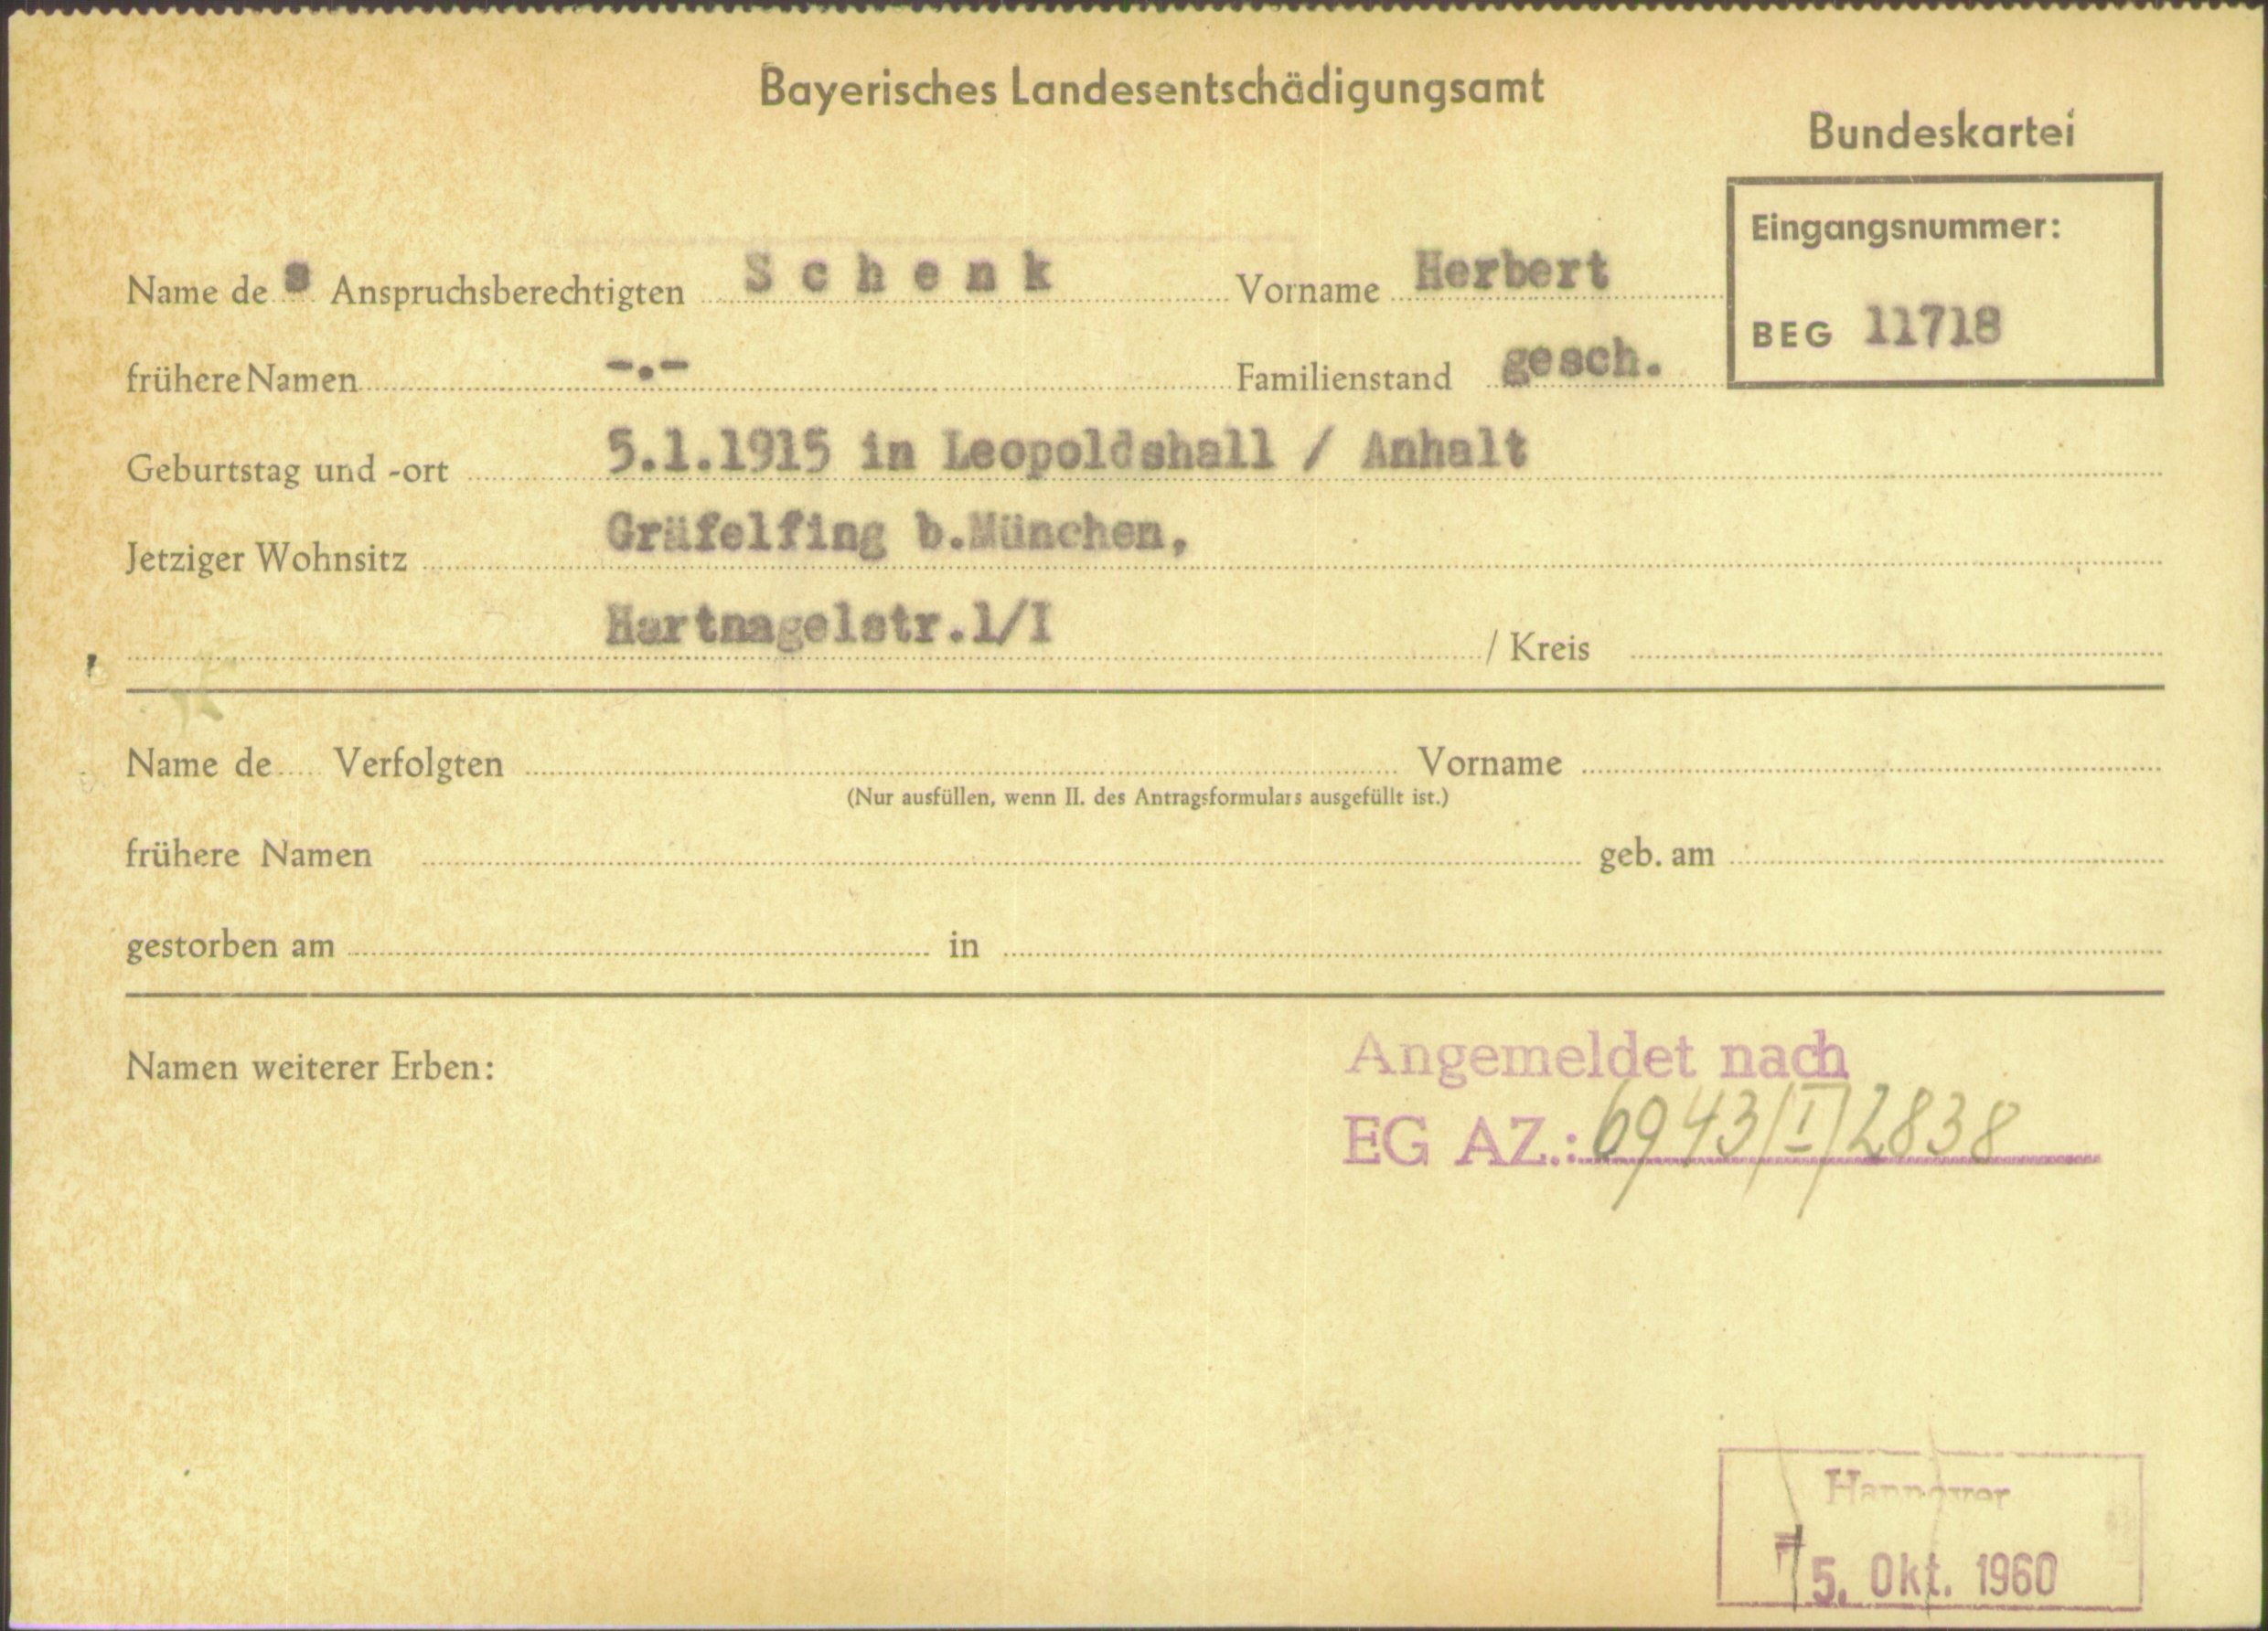 Bayerisches Landesentschädigungsamt
Bundeskartei
Eingangsnummer:
BEG 11718
Name des Anspruchsberechtigten Schenk Vorname Herbert
frühere Namen -.- Familienstand gesch.
Geburtstag und -ort 5.1.1915 in Leopoldshall / Anhalt
Jetziger Wohnsitz Gräfelfing b.München,
Hartnagelstr.1/I / Kreis
Name de Verfolgten Vorname
(Nur ausfüllen, wenn II. des Antragsformulars ausgefüllt ist.)
frühere Namen geb. am
gestorben am in
Namen weiterer Erben:
Angemeldet nach
EG AZ.: 6943/I/2838
Hannover
5. Okt. 1960